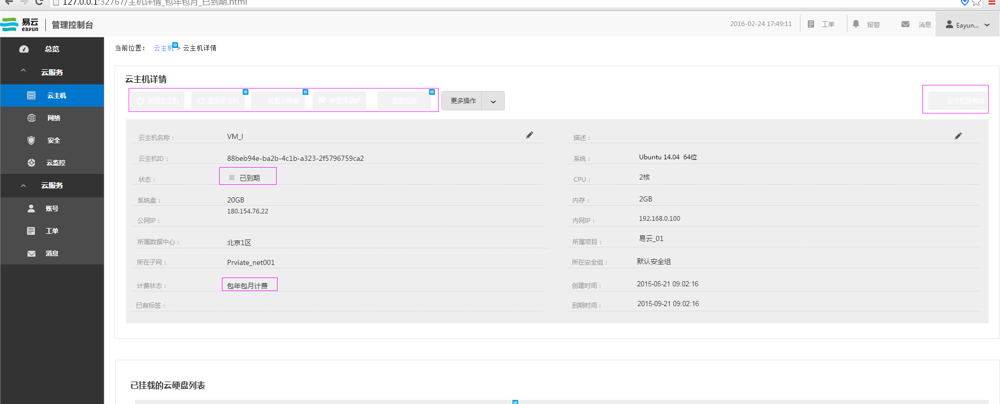 127.0.0.1:32767/主机详情_包年包月_已到期.html
易云
eayun
管理控制台
2016-02-24 17:49:11
工单
报警
消息
Eayun...
总览
云服务
云主机
网络
安全
云监控
云服务
账号
工单
消息
当前位置： 云主机 > 云主机详情
云主机详情
关闭云主机
重启云主机
挂载云硬盘
绑定浮动IP
查看监控
更多操作
云主机控制台
云主机名称： VM_I
描述：
云主机ID： 88beb94e-ba2b-4c1b-a323-2f5796759ca2
系统： Ubuntu 14.04 64位
状态： 已到期
CPU： 2核
系统盘： 20GB
内存： 2GB
公网IP： 180.154.76.22
内网IP： 192.168.0.100
所属数据中心： 北京1区
所属项目： 易云_01
所在子网： Prviate_net001
所在安全组： 默认安全组
计费状态： 包年包月计费
创建时间： 2015-05-21 09:02:16
已有标签：
到期时间： 2015-09-21 09:02:16
已挂载的云硬盘列表